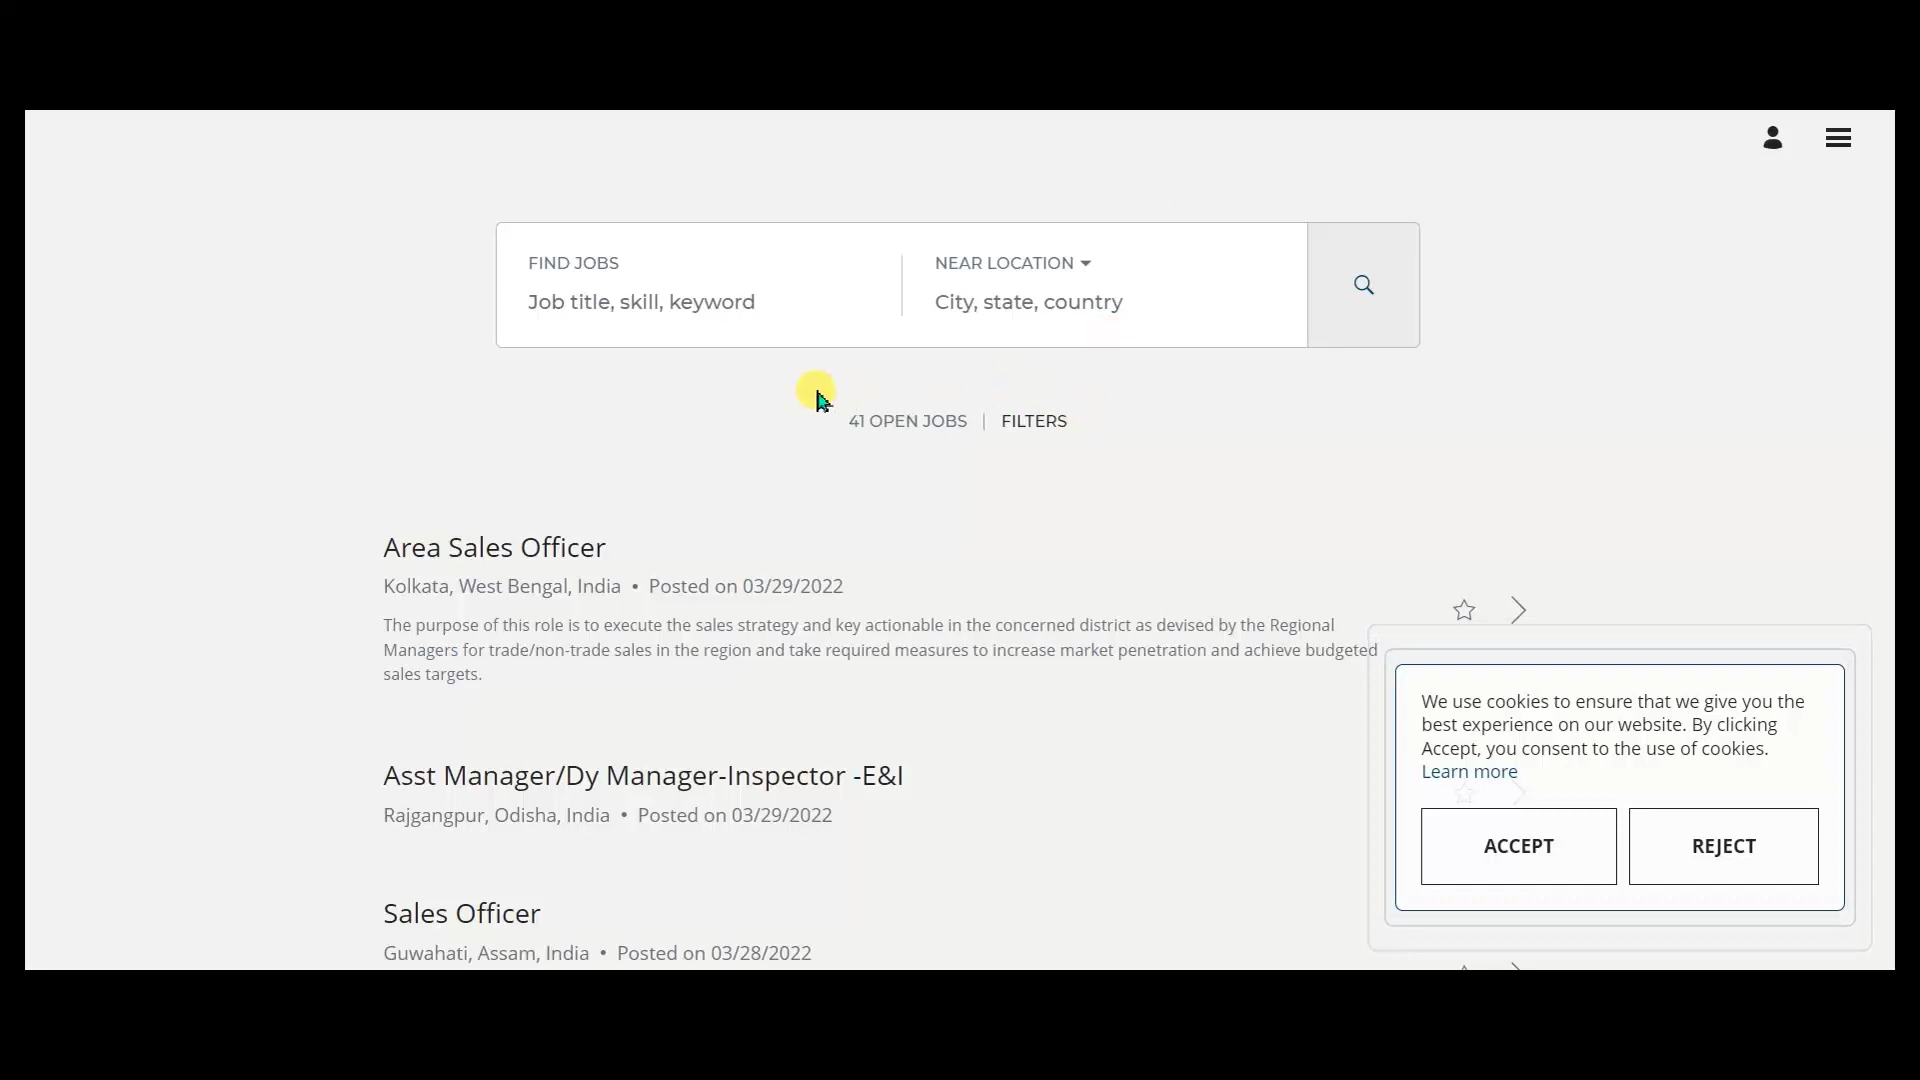 FIND JOBS
Job title, skill, keyword
NEAR LOCATION
City, state, country
41 OPEN JOBS | FILTERS
Area Sales Officer
Kolkata, West Bengal, India • Posted on 03/29/2022
The purpose of this role is to execute the sales strategy and key actionable in the concerned district as devised by the Regional
Managers for trade/non-trade sales in the region and take required measures to increase market penetration and achieve budgeted
sales targets.
Asst Manager/Dy Manager-Inspector -E&I
Rajgangpur, Odisha, India • Posted on 03/29/2022
Sales Officer
Guwahati, Assam, India • Posted on 03/28/2022
We use cookies to ensure that we give you the
best experience on our website. By clicking
Accept, you consent to the use of cookies.
Learn more
ACCEPT
REJECT